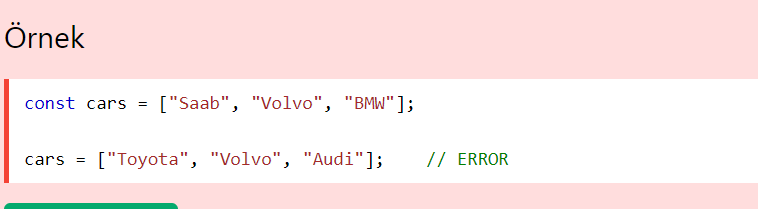 Örnek
const cars = ["Saab", "Volvo", "BMW"];
cars = ["Toyota", "Volvo", "Audi"];    // ERROR